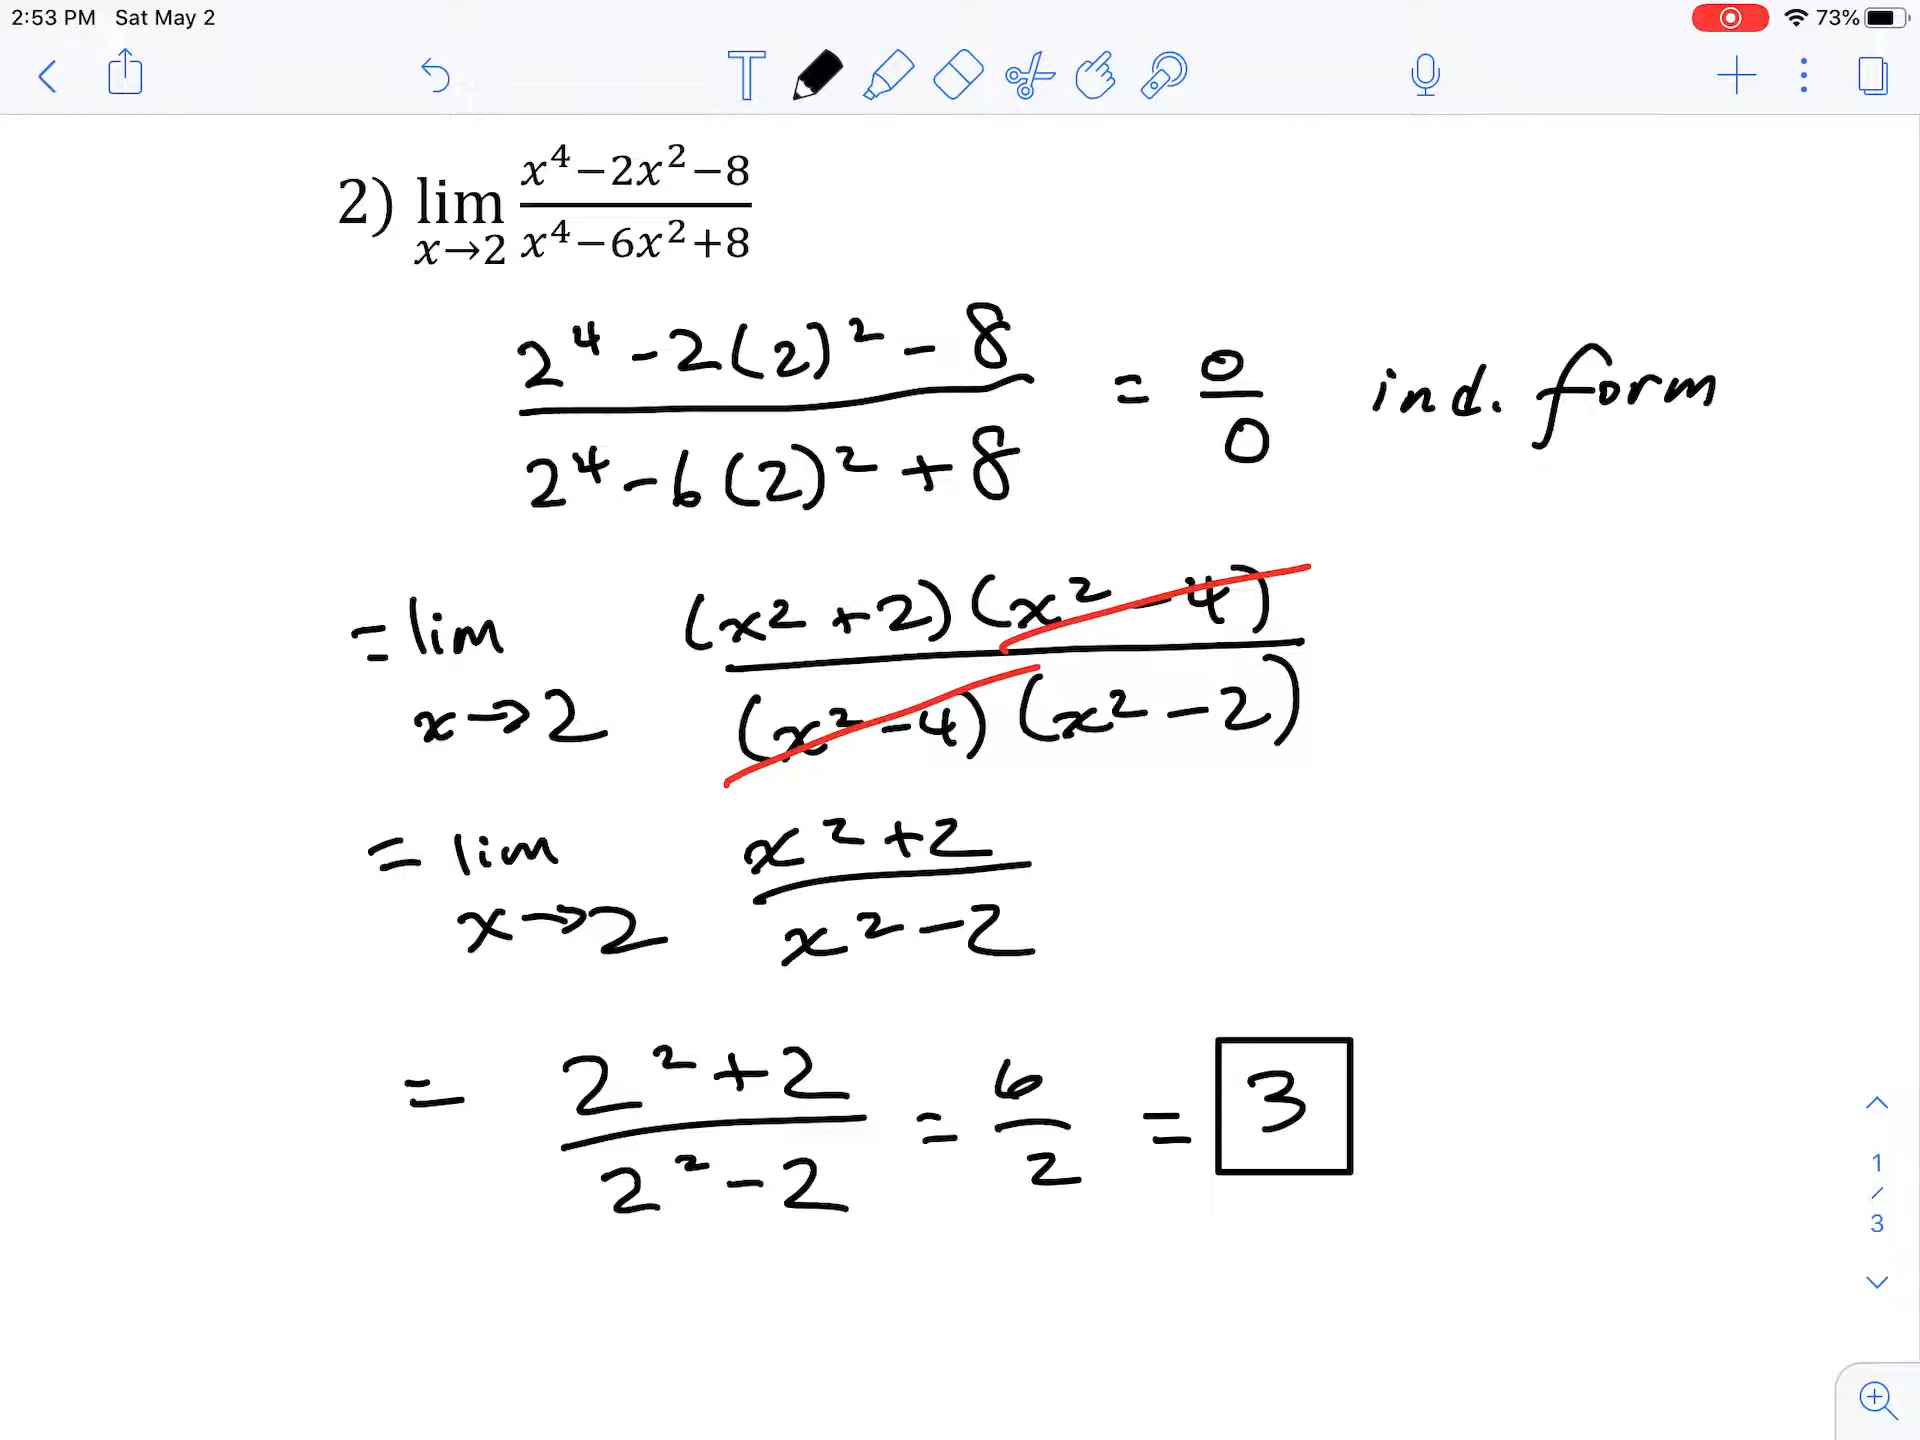 2:53 PM Sat May 2 73%
T
2) lim x→2 (x⁴−2x²−8)/(x⁴−6x²+8)
(2⁴ - 2(2)² - 8)/(2⁴ - 6(2)² + 8) = 0/0 ind. form
= lim x→2 ((x² + 2)(x² - 4))/((x² - 4)(x² - 2))
= lim x→2 (x² + 2)/(x² - 2)
= (2² + 2)/(2² - 2) = 6/2 = 3
1
/
3